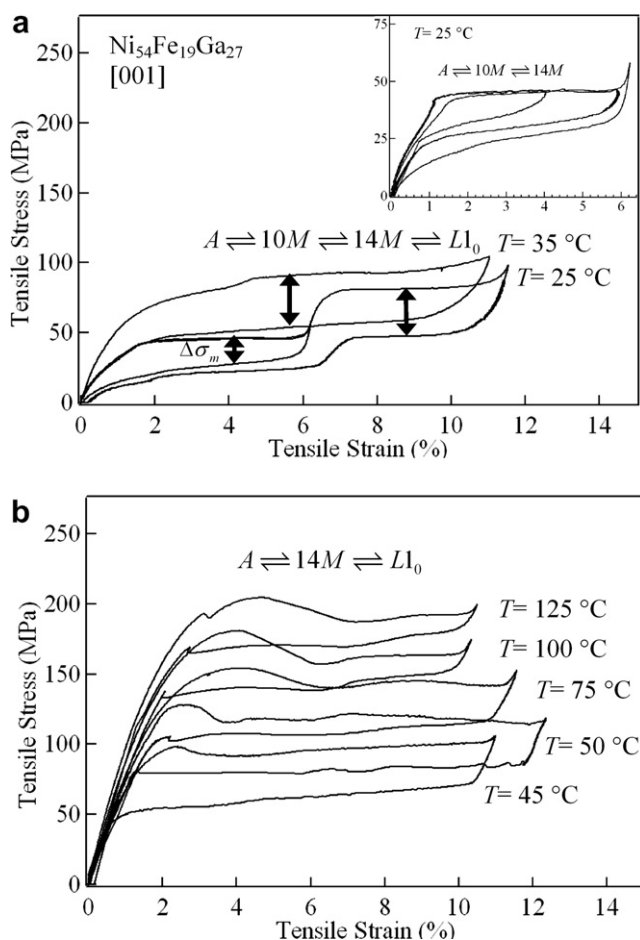 a
Ni54Fe19Ga27
[001]
T= 25 °C
A ⇌ 10M ⇌ 14M
75
50
25
0
0 1 2 3 4 5 6
Tensile Stress (MPa)
250
200
150
100
50
0
A ⇌ 10M ⇌ 14M ⇌ L1₀
T= 35 °C
T= 25 °C
Δσm
0 2 4 6 8 10 12 14
Tensile Strain (%)
b
Tensile Stress (MPa)
250
200
150
100
50
0
A ⇌ 14M ⇌ L1₀
T= 125 °C
T= 100 °C
T= 75 °C
T= 50 °C
T= 45 °C
0 2 4 6 8 10 12 14
Tensile Strain (%)